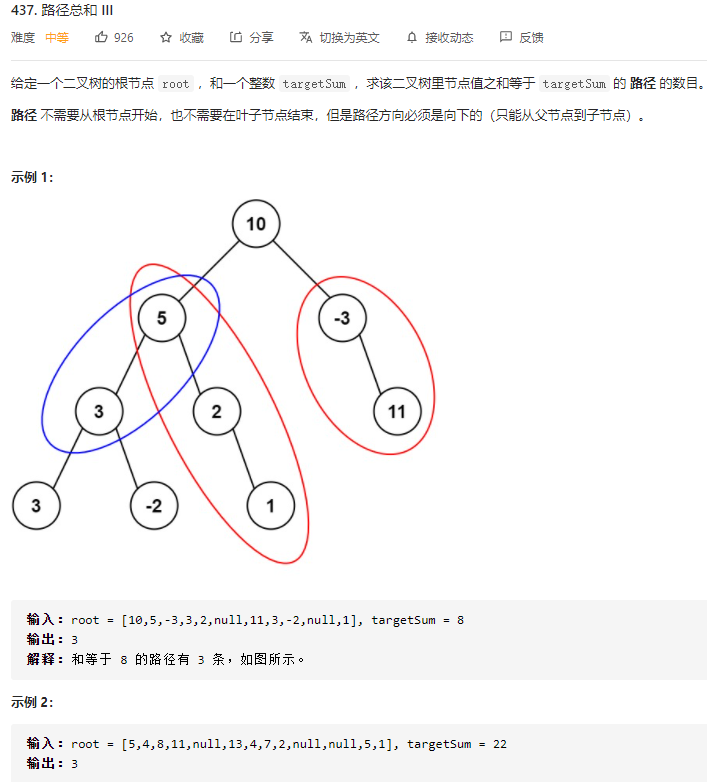 437. 路径总和 III
难度 中等 926 收藏 分享 切换为英文 接收动态 反馈
给定一个二叉树的根节点 root ，和一个整数 targetSum ，求该二叉树里节点值之和等于 targetSum 的 路径 的数目。
路径 不需要从根节点开始，也不需要在叶子节点结束，但是路径方向必须是向下的（只能从父节点到子节点）。
示例 1：
10
5 -3
3 2 11
3 -2 1
输入：root = [10,5,-3,3,2,null,11,3,-2,null,1], targetSum = 8
输出：3
解释：和等于 8 的路径有 3 条，如图所示。
示例 2：
输入：root = [5,4,8,11,null,13,4,7,2,null,null,5,1], targetSum = 22
输出：3